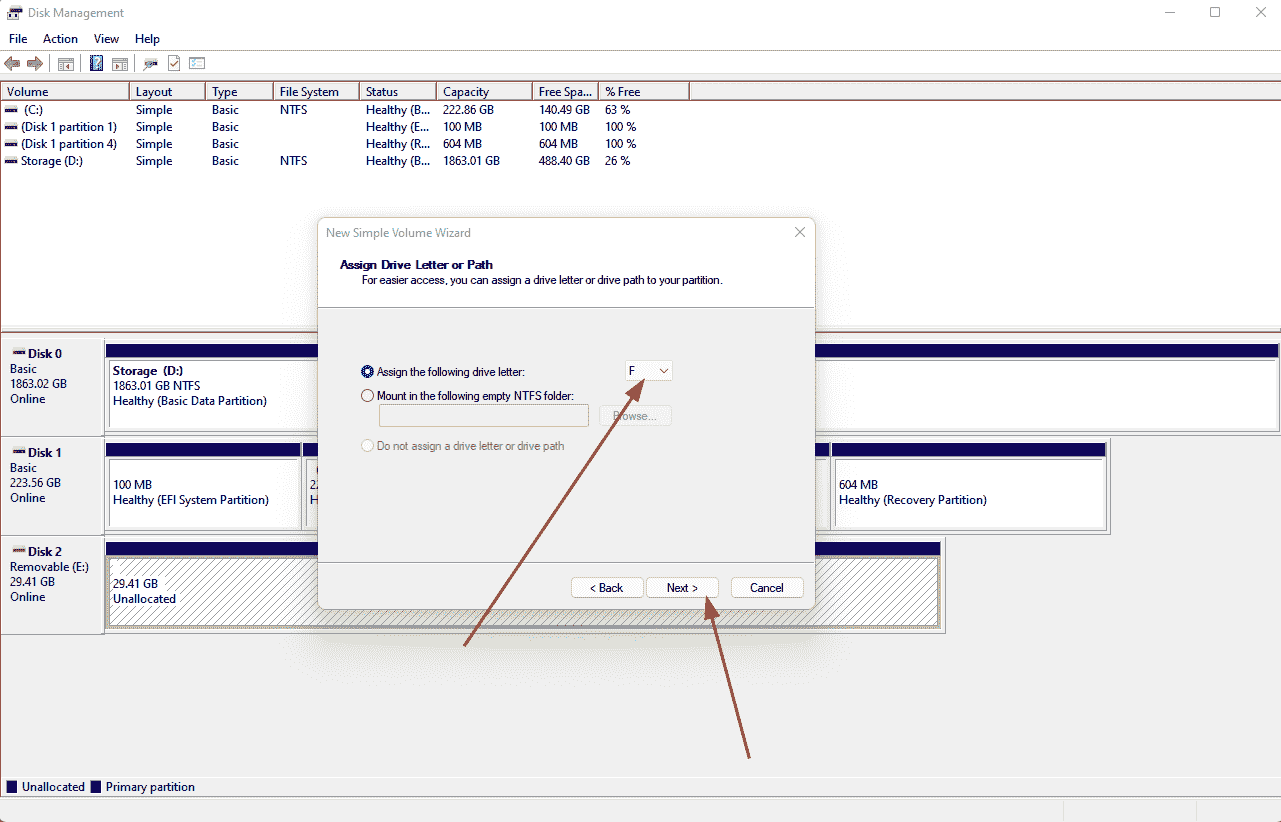 Disk Management
File Action View Help
Volume Layout Type File System Status Capacity Free Spa... % Free
(C:) Simple Basic NTFS Healthy (B... 222.86 GB 140.49 GB 63 %
(Disk 1 partition 1) Simple Basic Healthy (E... 100 MB 100 MB 100 %
(Disk 1 partition 4) Simple Basic Healthy (R... 604 MB 604 MB 100 %
Storage (D:) Simple Basic NTFS Healthy (B... 1863.01 GB 488.40 GB 26 %
New Simple Volume Wizard
Assign Drive Letter or Path
For easier access, you can assign a drive letter or drive path to your partition.
Assign the following drive letter: F
Mount in the following empty NTFS folder:
Browse...
Do not assign a drive letter or drive path
< Back Next > Cancel
Disk 0
Basic
1863.02 GB
Online
Storage (D:)
1863.01 GB NTFS
Healthy (Basic Data Partition)
Disk 1
Basic
223.56 GB
Online
100 MB
Healthy (EFI System Partition)
604 MB
Healthy (Recovery Partition)
Disk 2
Removable (E:)
29.41 GB
Online
29.41 GB
Unallocated
Unallocated Primary partition